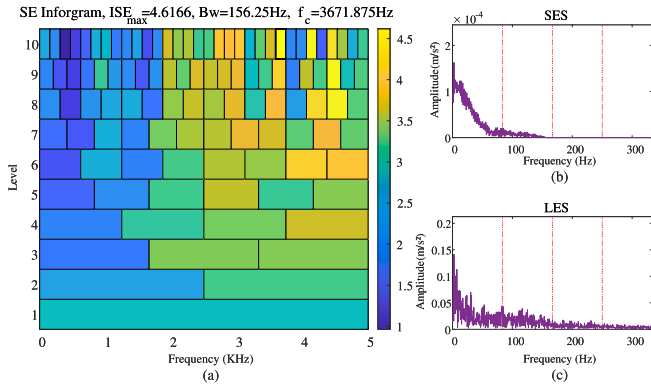 SE Inforgram, ISE_max=4.6166, Bw=156.25Hz, f_c=3671.875Hz
10
9
8
7
6
5
4
3
2
1
Level
0 1 2 3 4 5
Frequency (KHz)
(a)
4.5
4
3.5
3
2.5
2
1.5
1
SES
2 × 10⁻⁴
1
0
Amplitude(m/s²)
0 100 200 300
Frequency (Hz)
(b)
LES
0.2
0.15
0.1
0.05
0
Amplitude(m/s²)
0 100 200 300
Frequency (Hz)
(c)